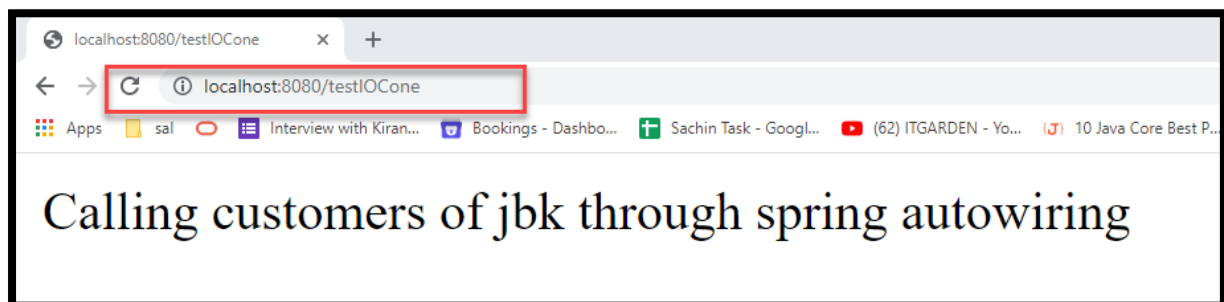 localhost:8080/testIOCone
localhost:8080/testIOCone
Apps sal Interview with Kiran... Bookings - Dashbo... Sachin Task - Googl... (62) ITGARDEN - Yo... {J} 10 Java Core Best P...
Calling customers of jbk through spring autowiring